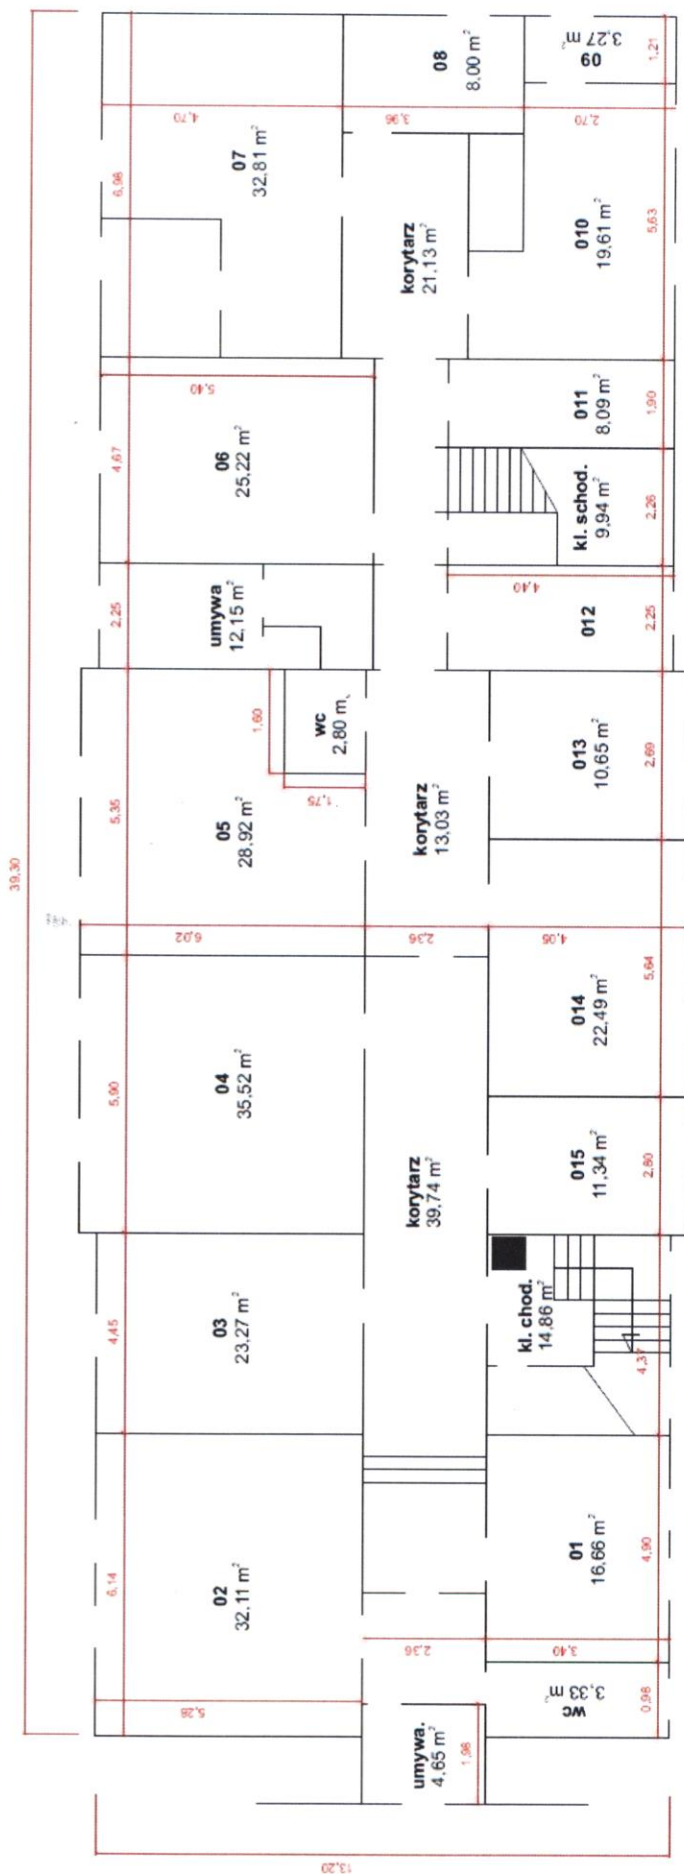 39,30
6,98
4,70
07
32.81 m²
3,96
08
8.00 m²
09
3,27 m²
1,21
2,70
korytarz
21.13 m²
010
19.61 m²
5,63
4,67
5,40
06
25.22 m²
011
8.09 m²
1,90
kl. schod.
9.94 m²
2,26
2,25
umywa
12.15 m²
4,40
012
2,25
5,35
05
28.92 m²
1,60
wc
2.80 m
1,75
korytarz
13.03 m²
013
10.65 m²
2,69
6,02
2,36
4,05
5,64
5,90
04
35.52 m²
014
22.49 m²
korytarz
39.74 m²
015
11.34 m²
2,80
4,45
03
23.27 m²
kl. chod.
14,86 m²
4,37
6,14
02
32.11 m²
01
16.66 m²
4,90
2,36
3,40
5,28
wc
3,33 m²
0,98
umywa.
4.65 m²
1,98
13,20